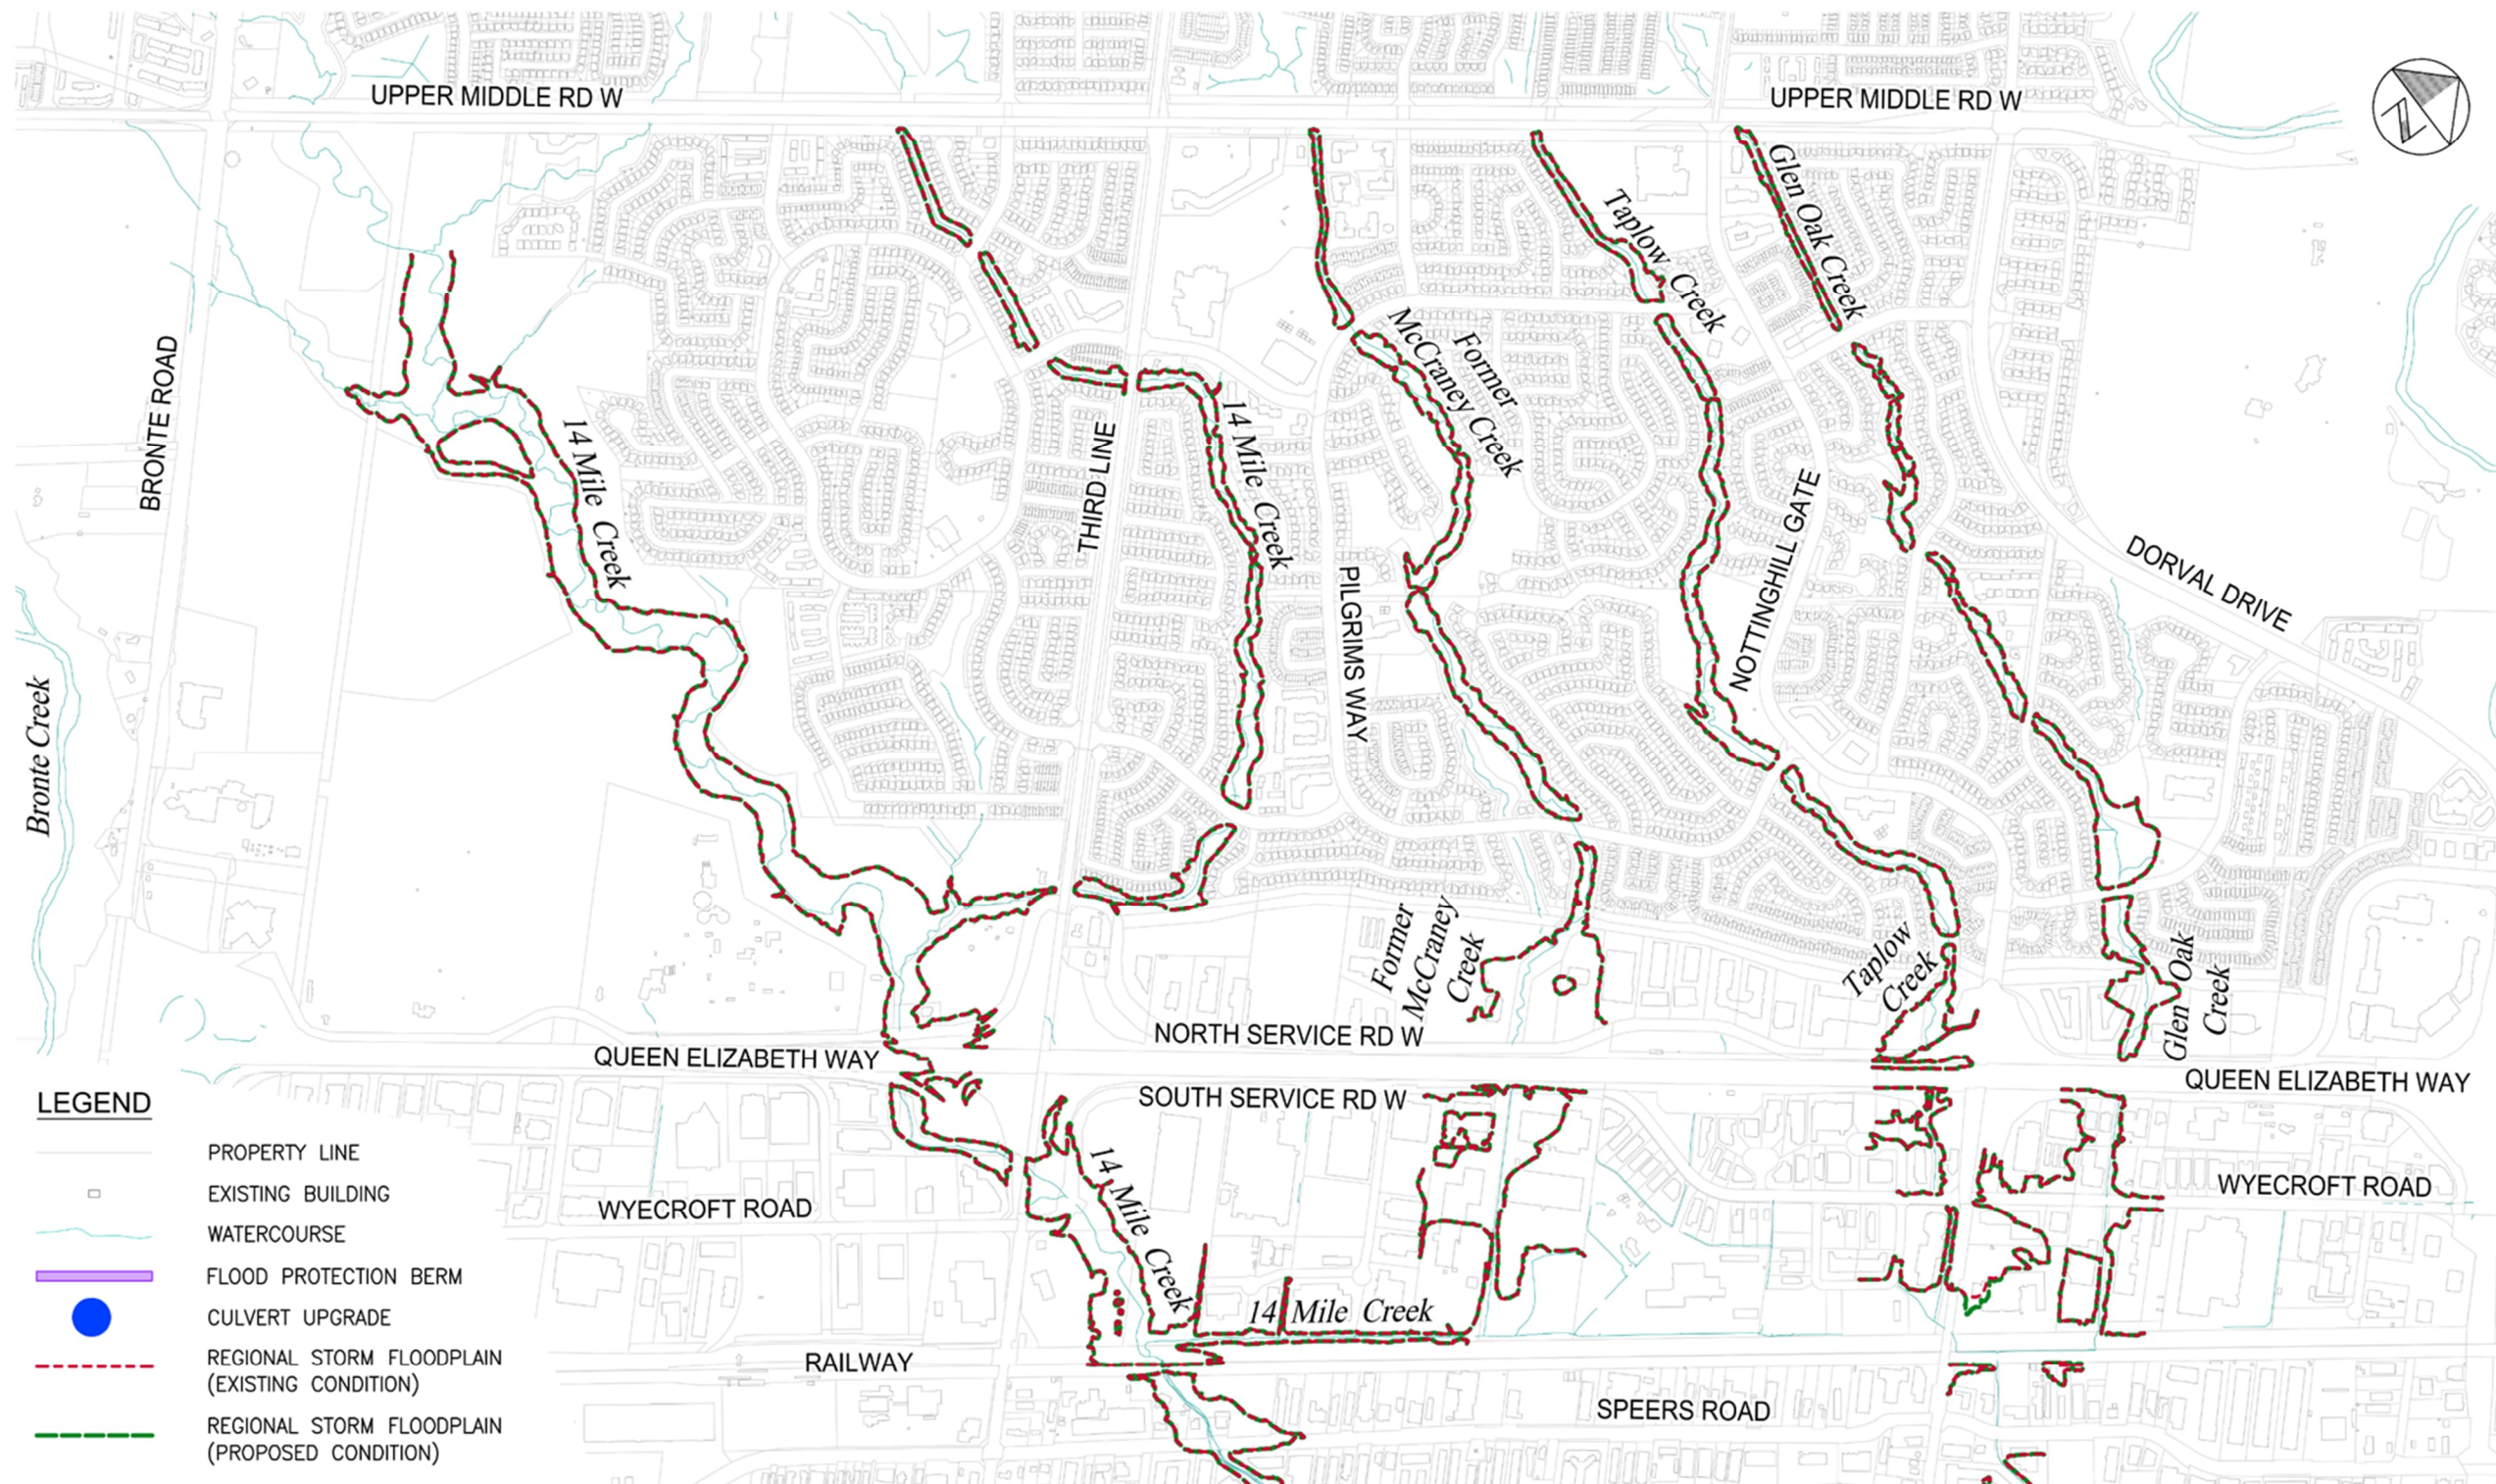 UPPER MIDDLE RD W
UPPER MIDDLE RD W
Z
Glen Oak Creek
Taplow Creek
Former
McCraney Creek
BRONTE ROAD
14 Mile Creek
THIRD LINE
14 Mile Creek
NOTTINGHILL GATE
DORVAL DRIVE
PILGRIMS WAY
Bronte Creek
Former
McCraney
Creek
Taplow
Creek
Glen Oak
Creek
NORTH SERVICE RD W
QUEEN ELIZABETH WAY
QUEEN ELIZABETH WAY
SOUTH SERVICE RD W
14 Mile Creek
WYECROFT ROAD
WYECROFT ROAD
14 Mile Creek
RAILWAY
SPEERS ROAD
LEGEND
PROPERTY LINE
EXISTING BUILDING
WATERCOURSE
FLOOD PROTECTION BERM
CULVERT UPGRADE
REGIONAL STORM FLOODPLAIN
(EXISTING CONDITION)
REGIONAL STORM FLOODPLAIN
(PROPOSED CONDITION)